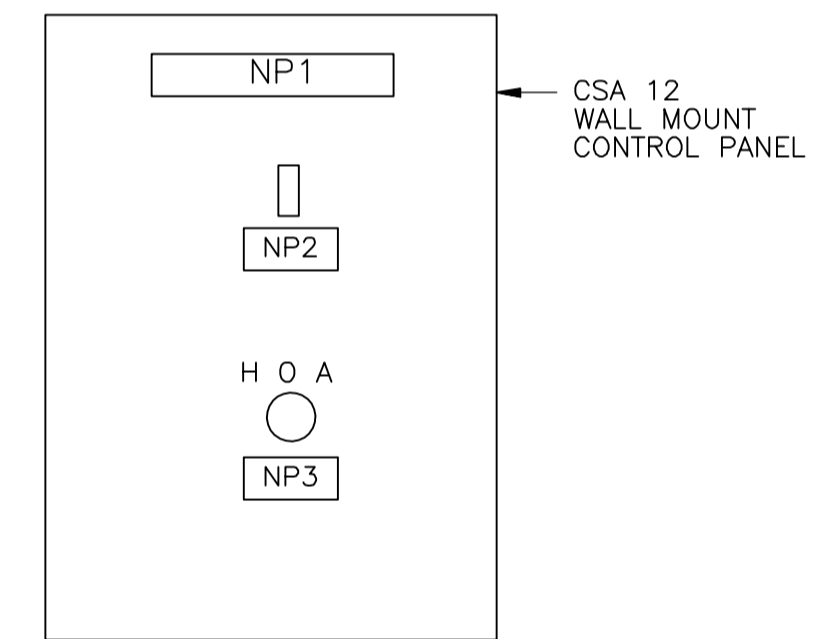 NP1
CSA 12
WALL MOUNT
CONTROL PANEL
NP2
H O A
NP3